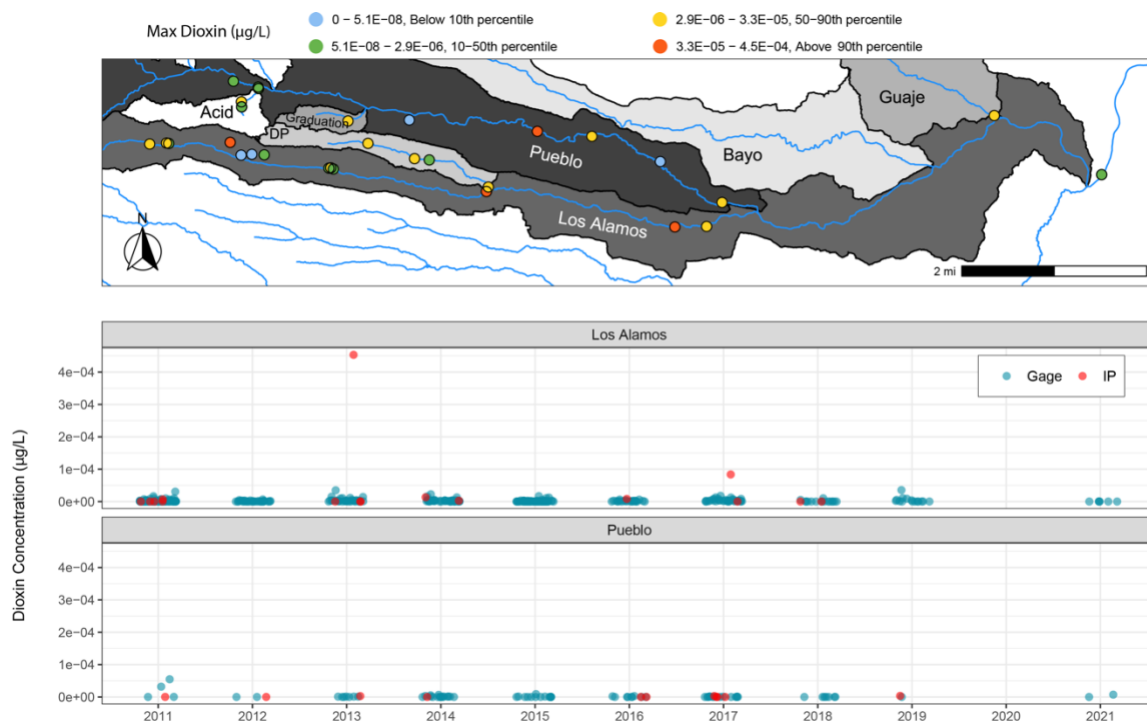 Max Dioxin (µg/L)
0 − 5.1E−08, Below 10th percentile
2.9E−06 − 3.3E−05, 50−90th percentile
5.1E−08 − 2.9E−06, 10−50th percentile
3.3E−05 − 4.5E−04, Above 90th percentile
Guaje
Acid
Graduation
DP
Pueblo
Bayo
Los Alamos
N
2 mi
Los Alamos
Gage
IP
4e−04
3e−04
2e−04
1e−04
0e+00
Dioxin Concentration (µg/L)
Pueblo
4e−04
3e−04
2e−04
1e−04
0e+00
2011 2012 2013 2014 2015 2016 2017 2018 2019 2020 2021